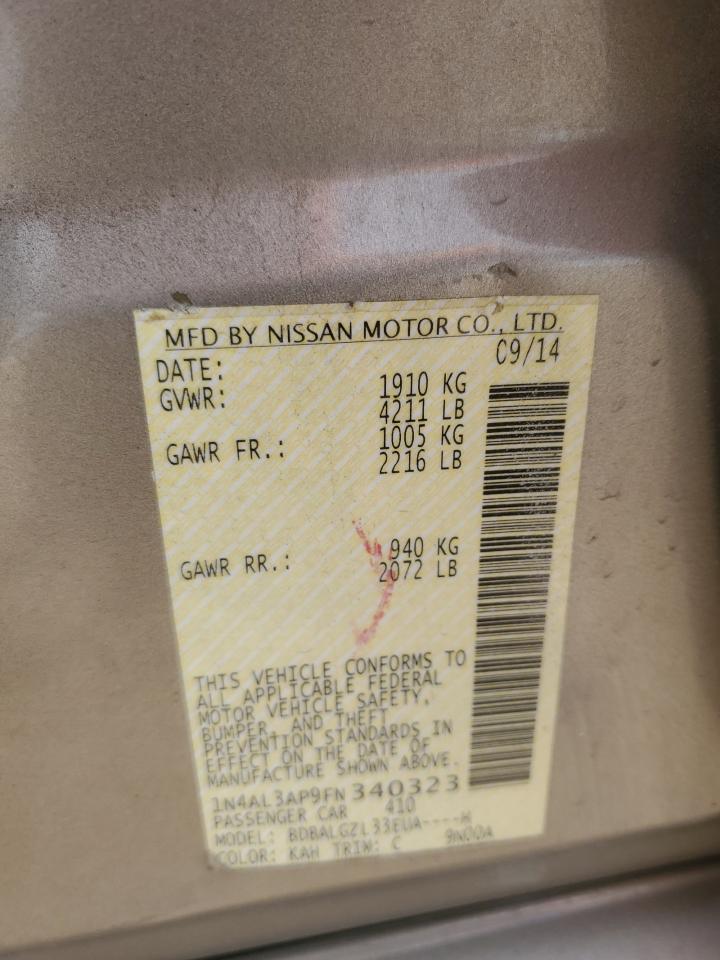 MFD BY NISSAN MOTOR CO., LTD.
DATE: 09/14
GVWR: 1910 KG
4211 LB
GAWR FR.: 1005 KG
2216 LB
GAWR RR.: 940 KG
2072 LB
THIS VEHICLE CONFORMS TO
ALL APPLICABLE FEDERAL
MOTOR VEHICLE SAFETY,
BUMPER, AND THEFT
PREVENTION STANDARDS IN
EFFECT ON THE DATE OF
MANUFACTURE SHOWN ABOVE.
1N4AL3AP9FN 340323
PASSENGER CAR 410
MODEL: BDBALGZL33EUA----H
COLOR: KAH TRIM: C 9N00A